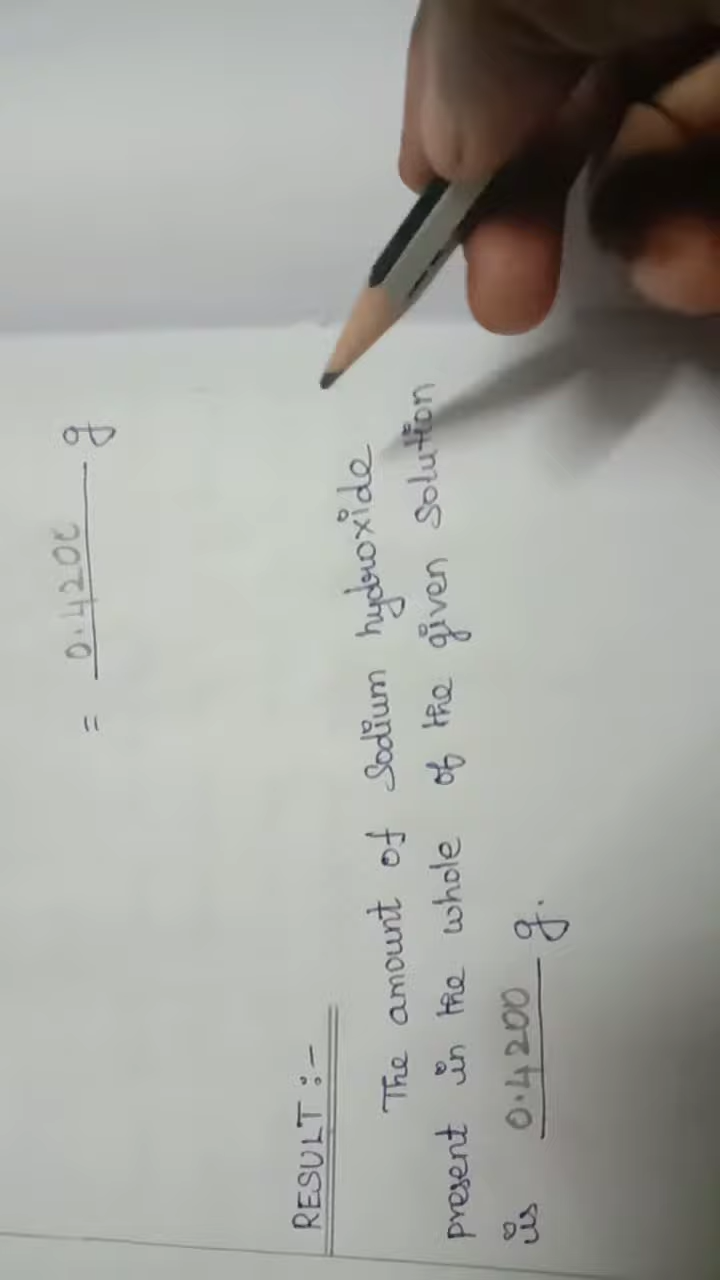 = 0.4200 g
RESULT :-
The amount of Sodium hydroxide
present in the whole of the given solution
is 0.4200 g.